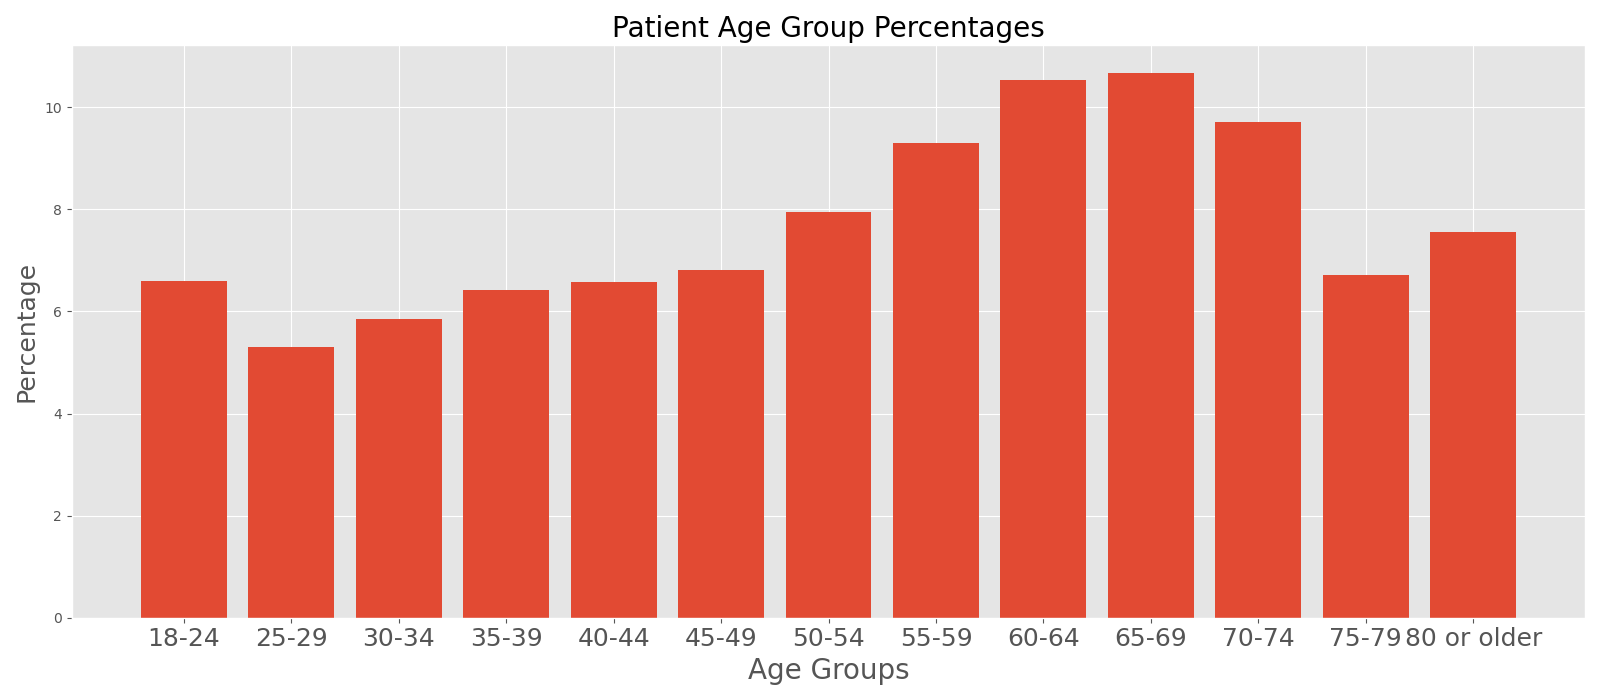 Patient Age Group Percentages
Percentage
10
8
6
4
2
0
18-24 25-29 30-34 35-39 40-44 45-49 50-54 55-59 60-64 65-69 70-74 75-79 80 or older
Age Groups